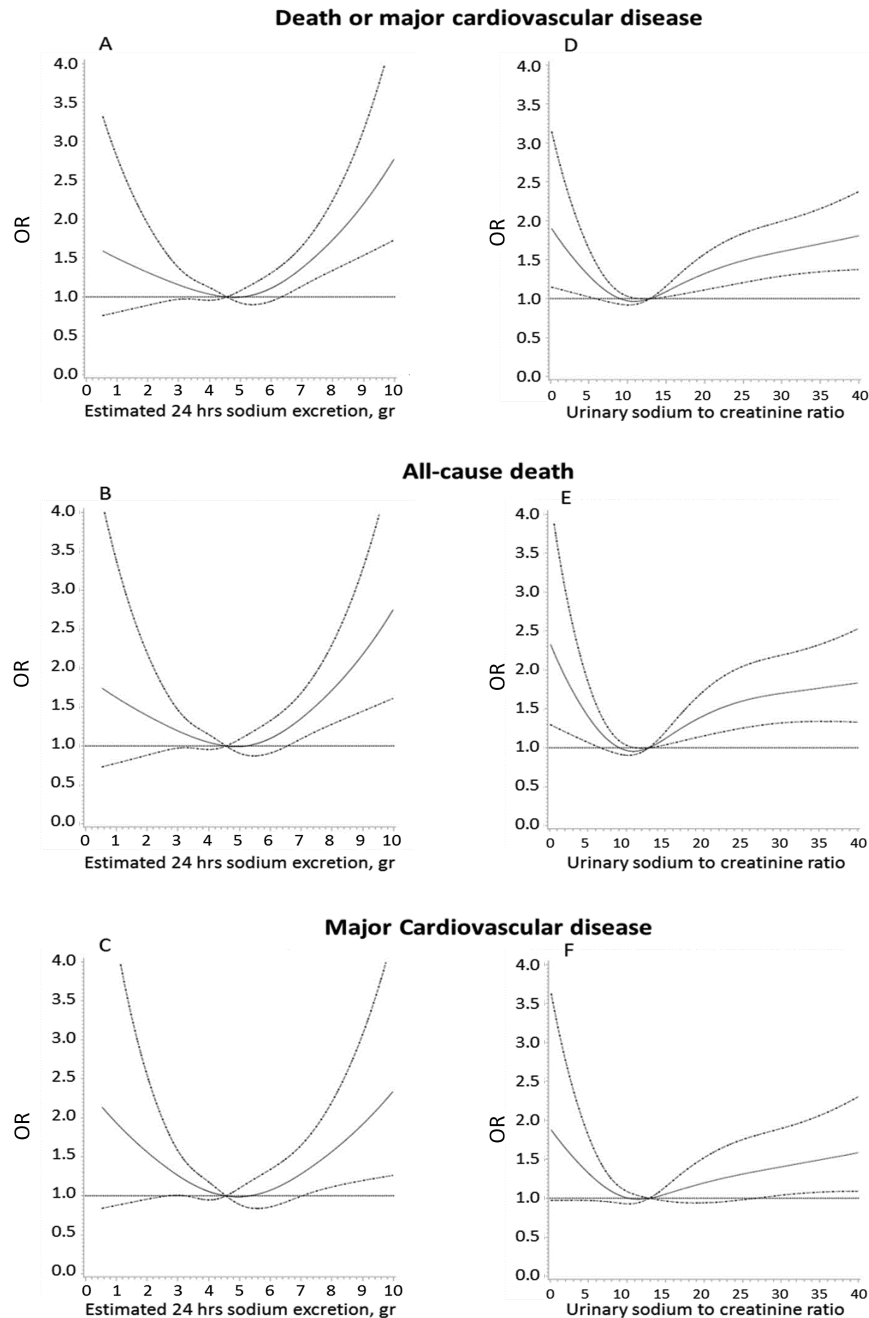 Death or major cardiovascular disease
A
4.0
3.5
3.0
2.5
2.0
1.5
1.0
0.5
0.0
OR
0 1 2 3 4 5 6 7 8 9 10
Estimated 24 hrs sodium excretion, gr
D
4.0
3.5
3.0
2.5
2.0
1.5
1.0
0.5
0.0
OR
0 5 10 15 20 25 30 35 40
Urinary sodium to creatinine ratio
All-cause death
B
4.0
3.5
3.0
2.5
2.0
1.5
1.0
0.5
0.0
OR
0 1 2 3 4 5 6 7 8 9 10
Estimated 24 hrs sodium excretion, gr
E
4.0
3.5
3.0
2.5
2.0
1.5
1.0
0.5
0.0
OR
0 5 10 15 20 25 30 35 40
Urinary sodium to creatinine ratio
Major Cardiovascular disease
C
4.0
3.5
3.0
2.5
2.0
1.5
1.0
0.5
0.0
OR
0 1 2 3 4 5 6 7 8 9 10
Estimated 24 hrs sodium excretion, gr
F
4.0
3.5
3.0
2.5
2.0
1.5
1.0
0.5
0.0
OR
0 5 10 15 20 25 30 35 40
Urinary sodium to creatinine ratio